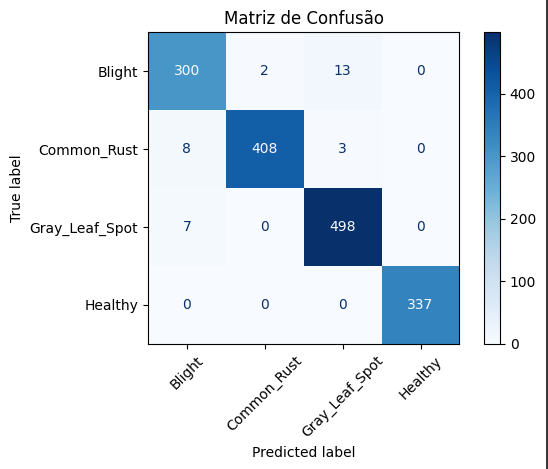 Matriz de Confusão
True label
Blight 300 2 13 0
Common_Rust 8 408 3 0
Gray_Leaf_Spot 7 0 498 0
Healthy 0 0 0 337
Blight Common_Rust Gray_Leaf_Spot Healthy
Predicted label
400
300
200
100
0